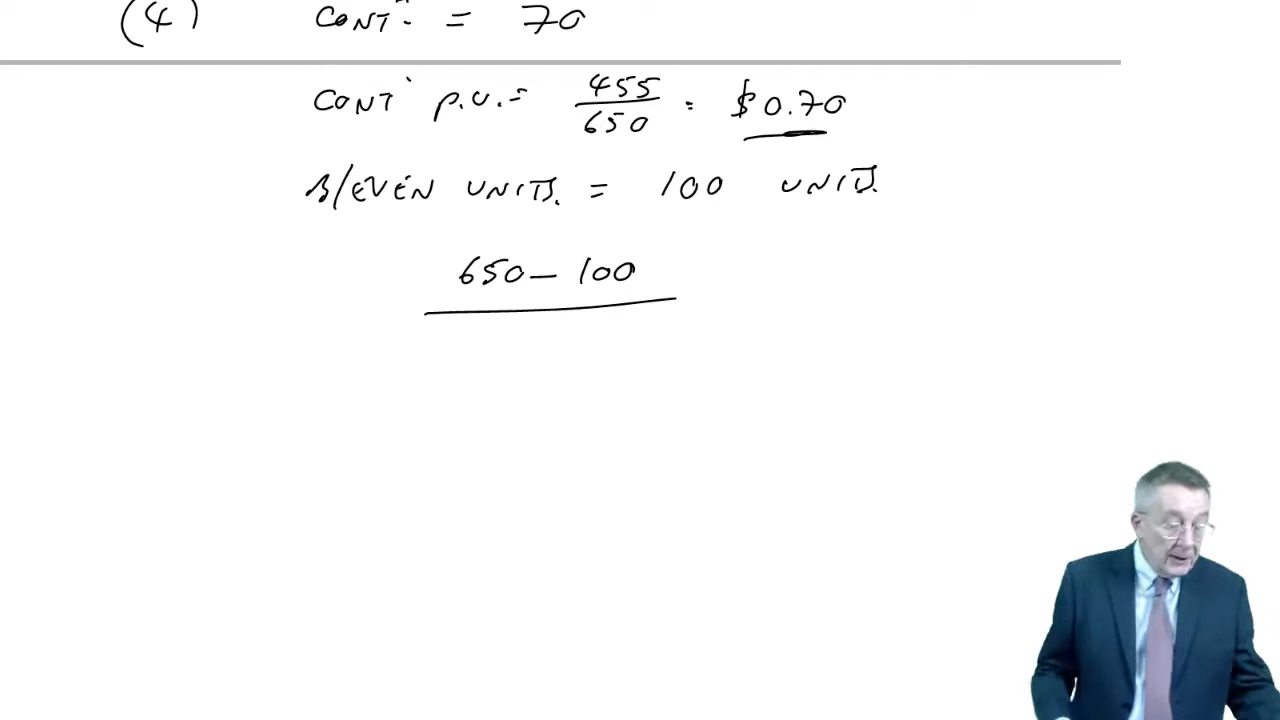 (4) CONT. = 70
CONT' p.u. = 455/650 = $0.70
B/EVEN UNITS. = 100 UNITS.
650 - 100